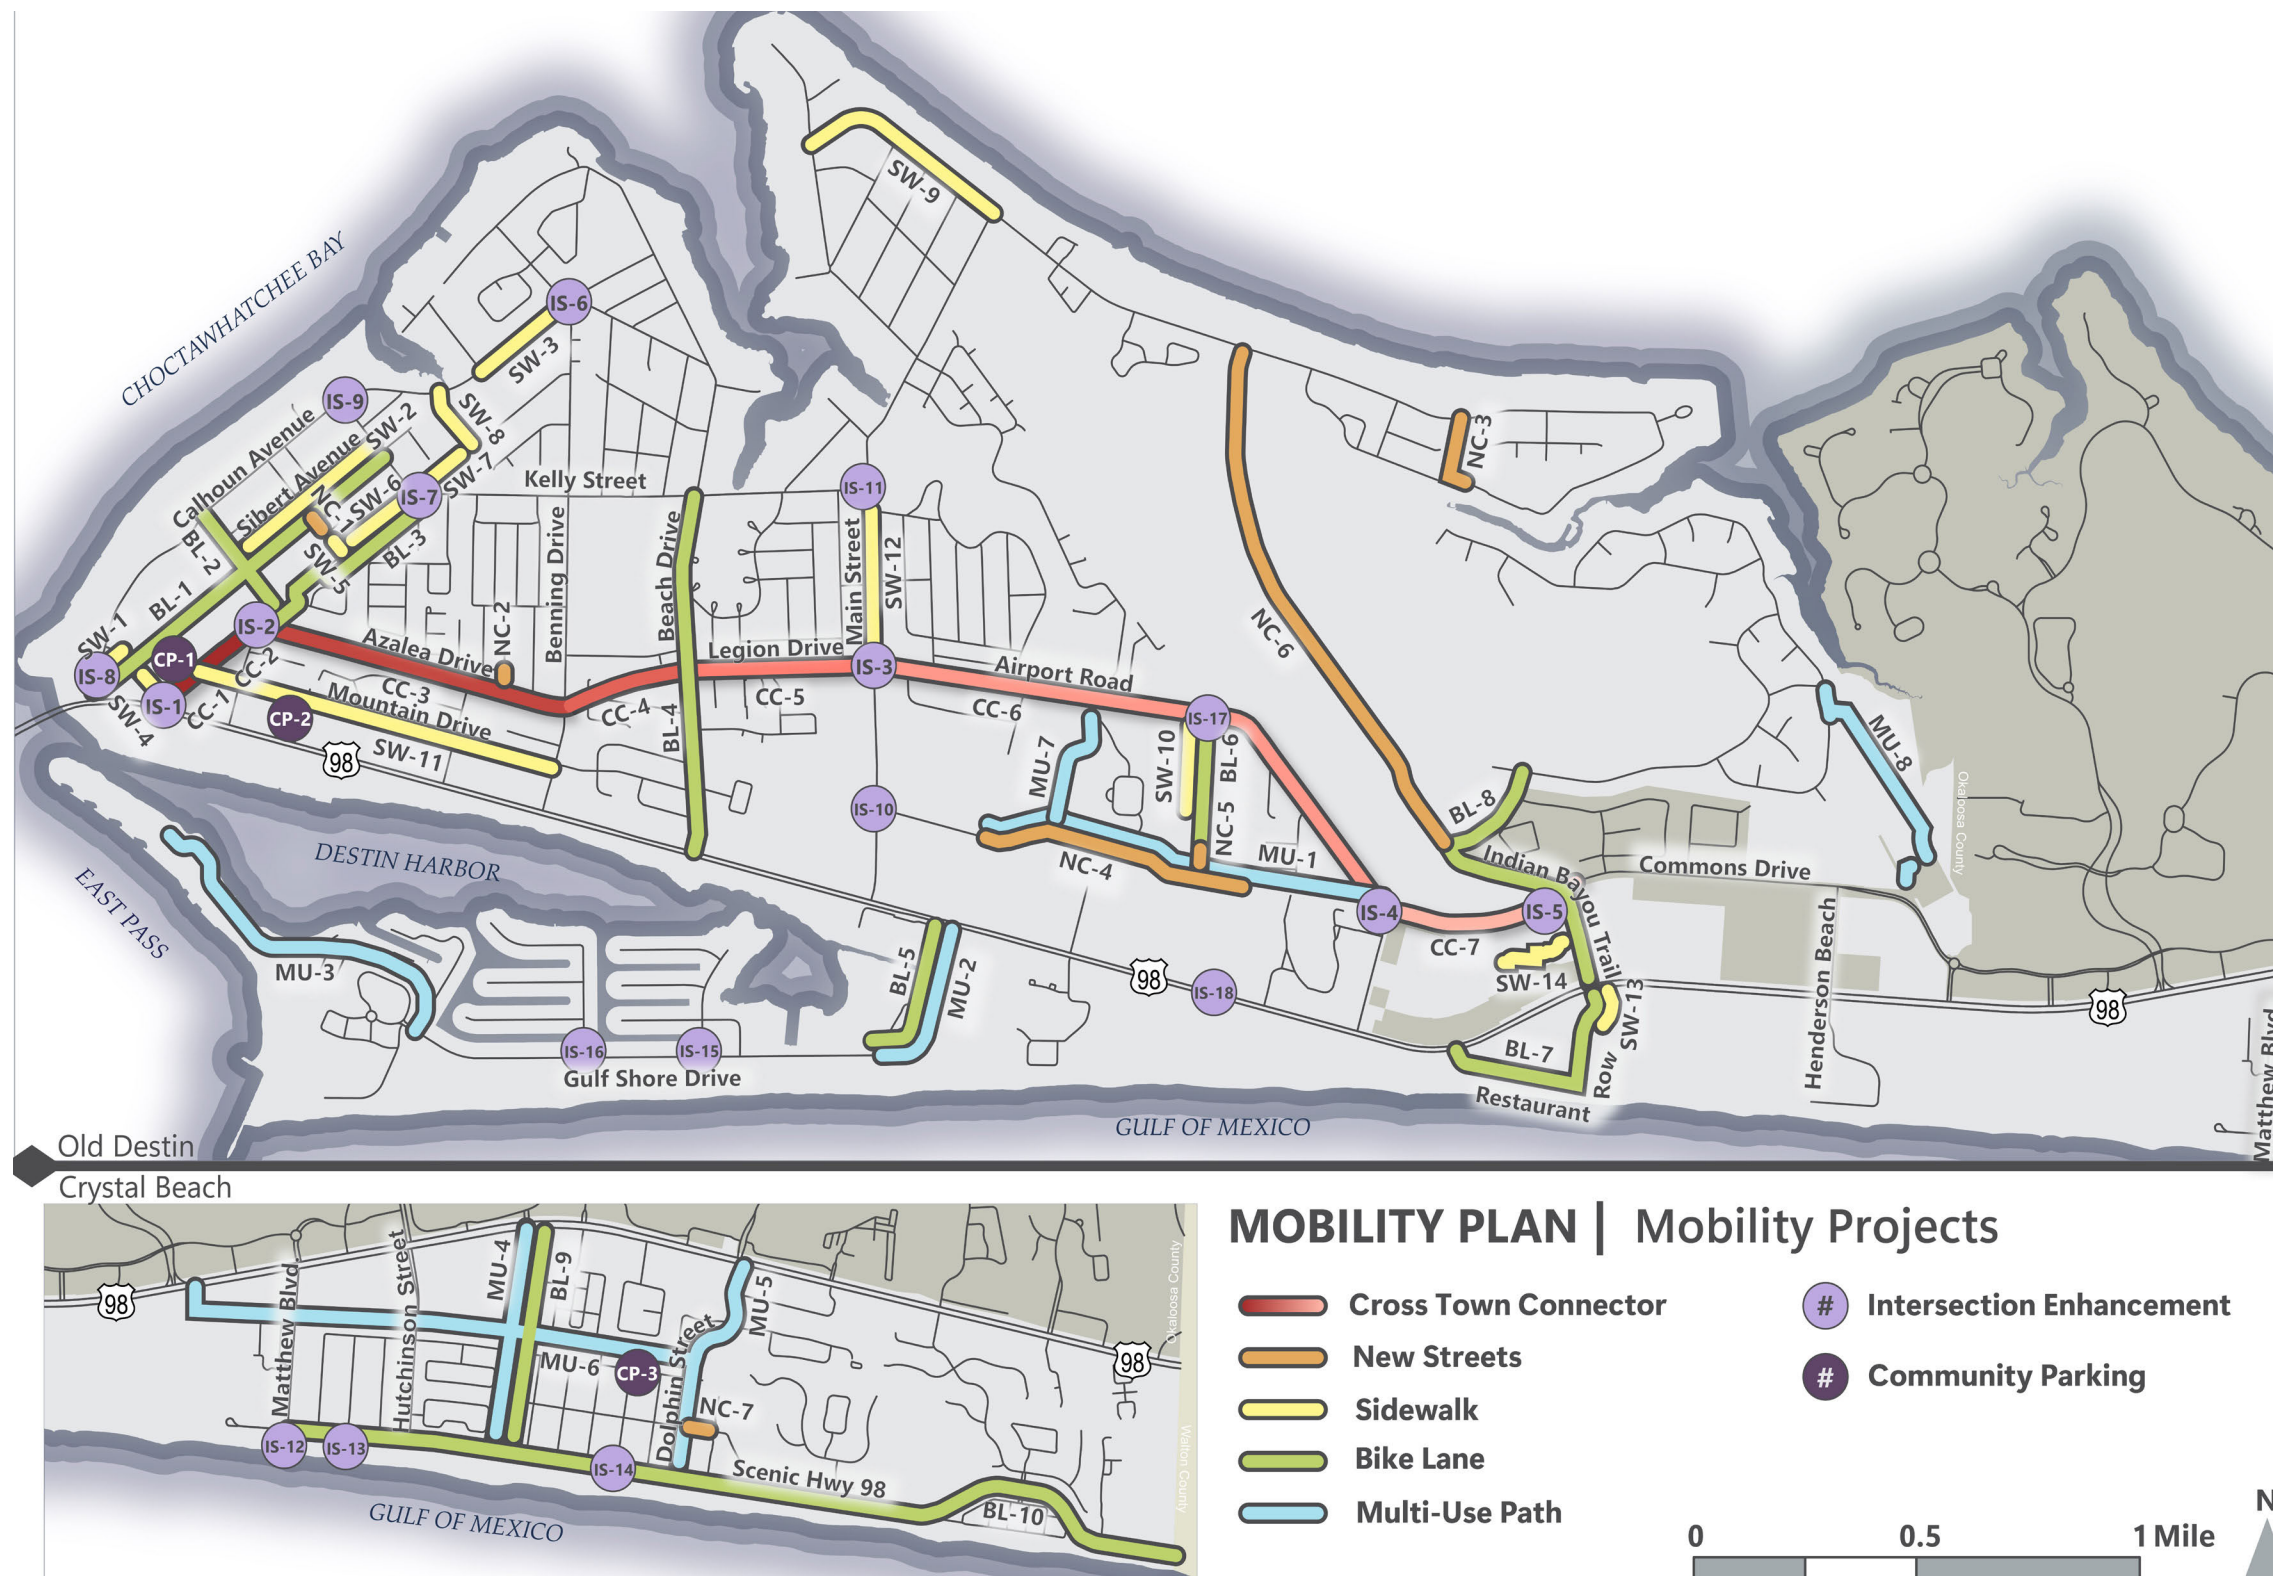 SW-9
CHOCTAWHATCHEE BAY
IS-6
SW-3
IS-9
SW-2
SW-8
Calhoun Avenue
Sibert Avenue
NC-3
SW-7
IS-7
SW-6
NC-1
Kelly Street
IS-11
BL-2
BL-3
SW-5
Benning Drive
Beach Drive
Main Street
SW-12
BL-1
NC-2
IS-2
SW-1
CP-1
IS-8
CC-2
Azalea Drive
Legion Drive
IS-3
Airport Road
NC-6
CC-3
CC-4
CC-5
CC-6
IS-1
CC-1
SW-4
CP-2
Mountain Drive
SW-11
98
BL-4
IS-17
MU-7
SW-10
BL-6
MU-8
Okaloosa County
IS-10
NC-5
BL-8
NC-4
MU-1
Indian Bayou Trail
Commons Drive
DESTIN HARBOR
EAST PASS
IS-4
IS-5
CC-7
Henderson Beach
MU-3
BL-5
MU-2
98
IS-18
SW-14
SW-13
98
Matthew Blvd
IS-16
IS-15
Gulf Shore Drive
BL-7
Restaurant Row
GULF OF MEXICO
Old Destin
Crystal Beach
MOBILITY PLAN | Mobility Projects
Cross Town Connector
New Streets
Sidewalk
Bike Lane
Multi-Use Path
# Intersection Enhancement
# Community Parking
0 0.5 1 Mile
N
98
Matthew Blvd.
Hutchinson Street
MU-4
BL-9
MU-5
Okaloosa County
Walton County
98
MU-6
CP-3
Dolphin Street
NC-7
IS-12
IS-13
IS-14
Scenic Hwy 98
BL-10
GULF OF MEXICO